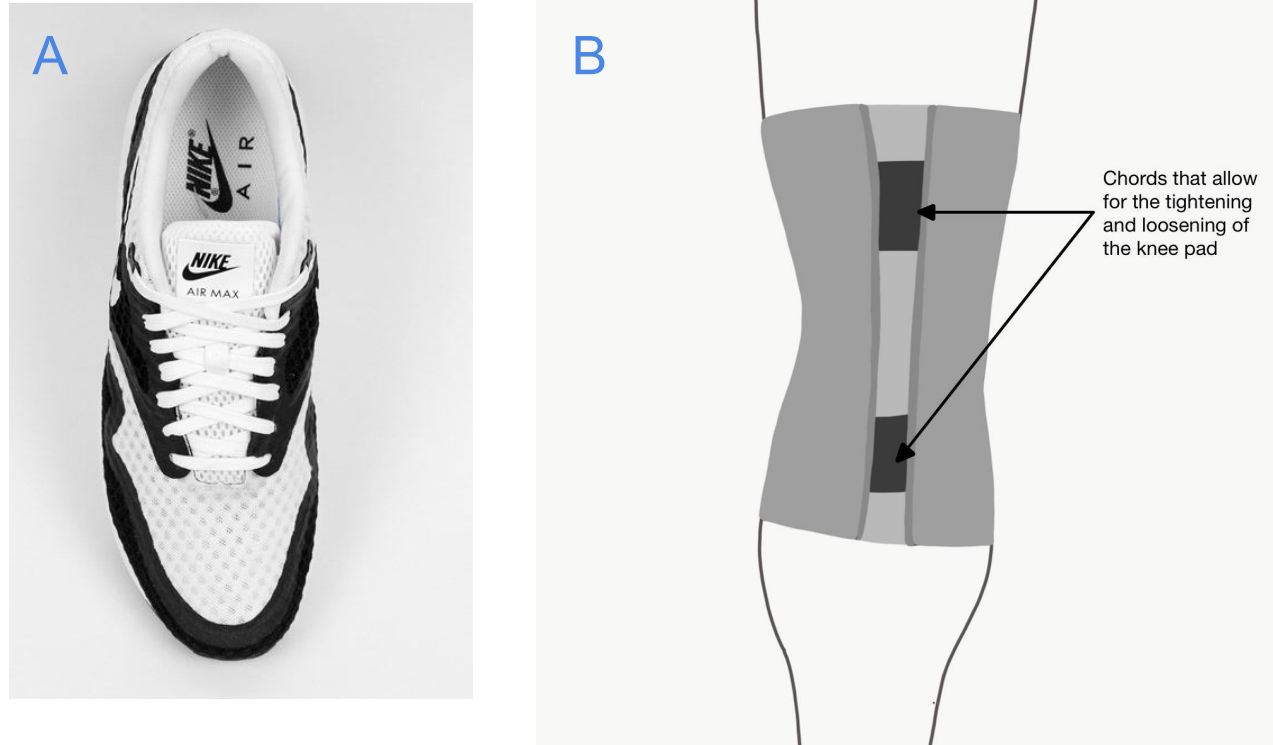 A
NIKE®
AIR
NIKE
AIR MAX
B
Chords that allow
for the tightening
and loosening of
the knee pad